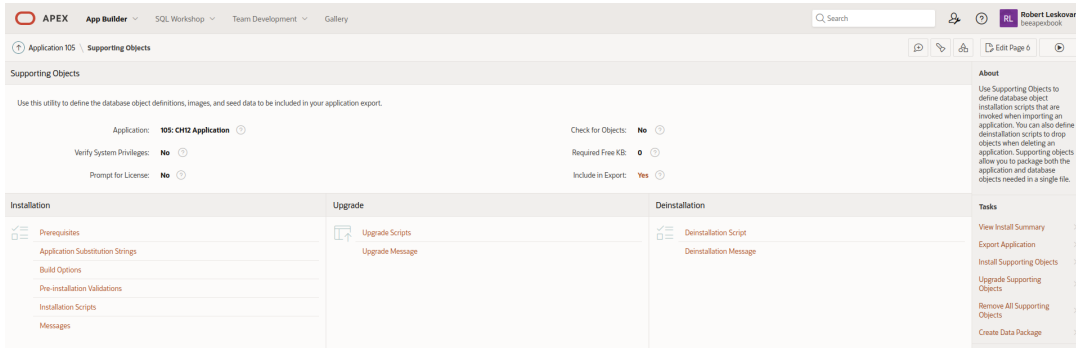 APEX App Builder SQL Workshop Team Development Gallery Search RL Robert Leskovar
beeapexbook
Application 105 \ Supporting Objects Edit Page 6
Supporting Objects
Use this utility to define the database object definitions, images, and seed data to be included in your application export.
Application: 105: CH12 Application Check for Objects: No
Verify System Privileges: No Required Free KB: 0
Prompt for License: No Include in Export: Yes
Installation Upgrade Deinstallation
Prerequisites Upgrade Scripts Deinstallation Script
Application Substitution Strings Upgrade Message Deinstallation Message
Build Options
Pre-installation Validations
Installation Scripts
Messages
About
Use Supporting Objects to
define database object
installation scripts that are
invoked when importing an
application. You can also define
deinstallation scripts to drop
objects when deleting an
application. Supporting objects
allow you to package both the
application and database
objects needed in a single file.
Tasks
View Install Summary
Export Application
Install Supporting Objects
Upgrade Supporting
Objects
Remove All Supporting
Objects
Create Data Package